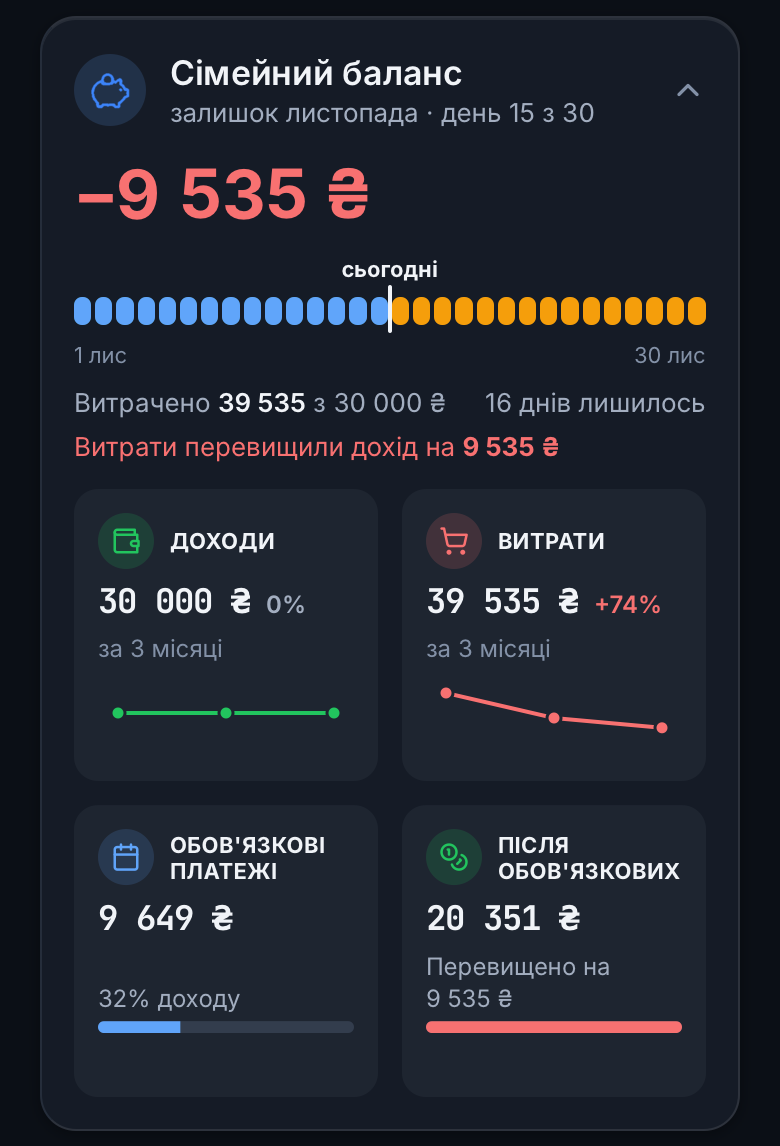 Сімейний баланс
залишок листопада · день 15 з 30
−9 535 ₴
сьогодні
1 лис
30 лис
Витрачено 39 535 з 30 000 ₴
16 днів лишилось
Витрати перевищили дохід на 9 535 ₴
ДОХОДИ
30 000 ₴ 0%
за 3 місяці
ВИТРАТИ
39 535 ₴ +74%
за 3 місяці
ОБОВ'ЯЗКОВІ
ПЛАТЕЖІ
9 649 ₴
32% доходу
ПІСЛЯ
ОБОВ'ЯЗКОВИХ
20 351 ₴
Перевищено на
9 535 ₴